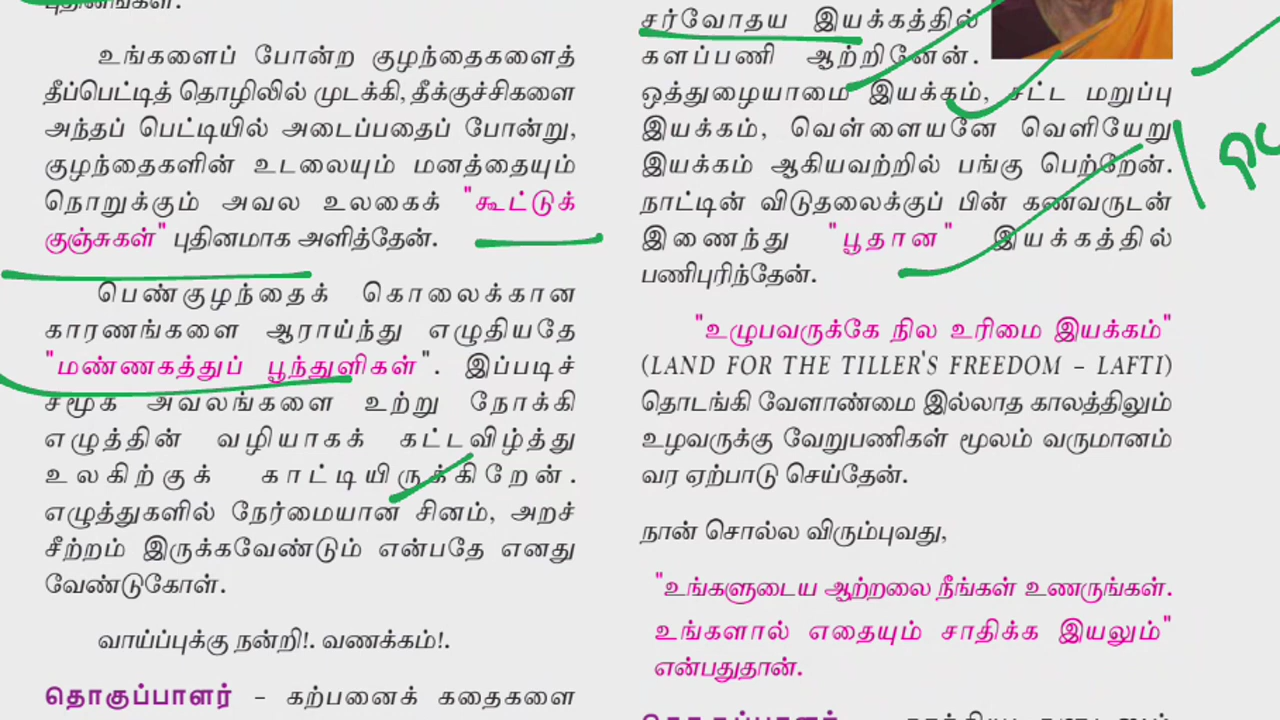 புதினங்கள்.
உங்களைப் போன்ற குழந்தைகளைத்
தீப்பெட்டித் தொழிலில் முடக்கி, தீக்குச்சிகளை
அந்தப் பெட்டியில் அடைப்பதைப் போன்று,
குழந்தைகளின் உடலையும் மனத்தையும்
நொறுக்கும் அவல உலகைக் "கூட்டுக்
குஞ்சுகள்" புதினமாக அளித்தேன்.
பெண்குழந்தைக் கொலைக்கான
காரணங்களை ஆராய்ந்து எழுதியதே
"மண்ணகத்துப் பூந்துளிகள்". இப்படிச்
சமூக அவலங்களை உற்று நோக்கி
எழுத்தின் வழியாகக் கட்டவிழ்த்து
உலகிற்குக் காட்டியிருக்கிறேன்.
எழுத்துகளில் நேர்மையான சினம், அறச்
சீற்றம் இருக்கவேண்டும் என்பதே எனது
வேண்டுகோள்.
வாய்ப்புக்கு நன்றி!. வணக்கம்!.
தொகுப்பாளர் – கற்பனைக் கதைகளை
சர்வோதய இயக்கத்தில்
களப்பணி ஆற்றினேன்.
ஒத்துழையாமை இயக்கம், சட்ட மறுப்பு
இயக்கம், வெள்ளையனே வெளியேறு
இயக்கம் ஆகியவற்றில் பங்கு பெற்றேன்.
நாட்டின் விடுதலைக்குப் பின் கணவருடன்
இணைந்து "பூதான" இயக்கத்தில்
பணிபுரிந்தேன்.
"உழுபவருக்கே நில உரிமை இயக்கம்"
(LAND FOR THE TILLER'S FREEDOM – LAFTI)
தொடங்கி வேளாண்மை இல்லாத காலத்திலும்
உழவருக்கு வேறுபணிகள் மூலம் வருமானம்
வர ஏற்பாடு செய்தேன்.
நான் சொல்ல விரும்புவது,
"உங்களுடைய ஆற்றலை நீங்கள் உணருங்கள்.
உங்களால் எதையும் சாதிக்க இயலும்"
என்பதுதான்.